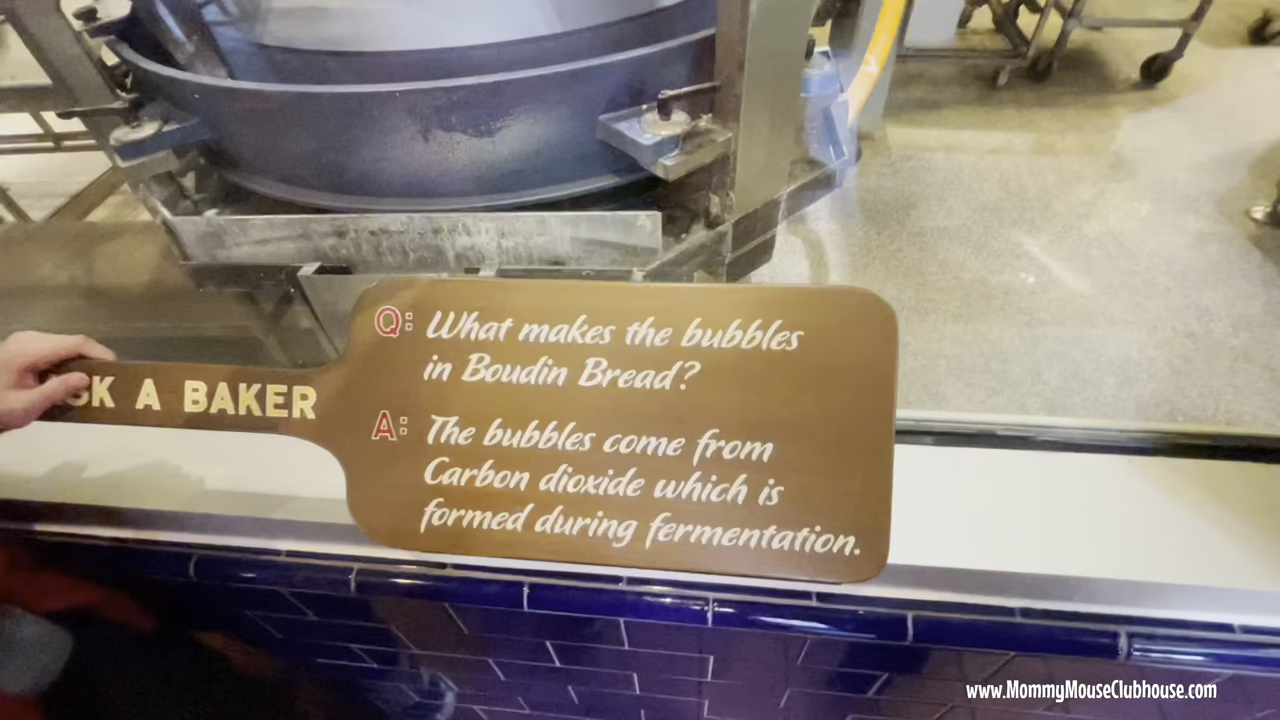 Q: What makes the bubbles
in Boudin Bread?
SK A BAKER
A: The bubbles come from
Carbon dioxide which is
formed during fermentation.
www.MommyMouseClubhouse.com